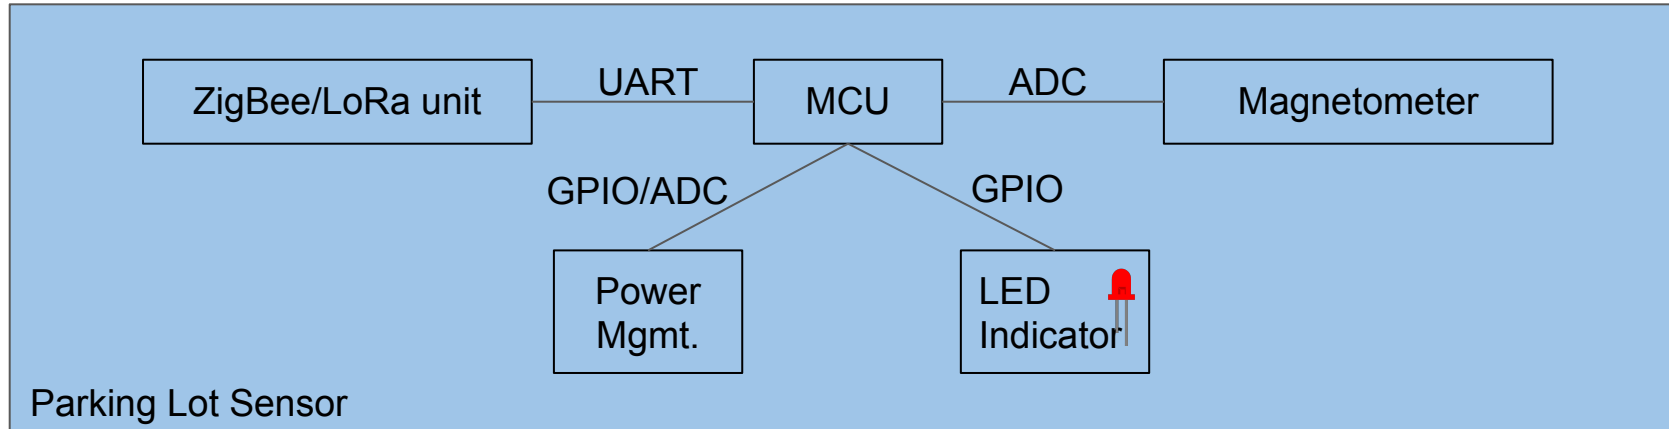 ZigBee/LoRa unit
UART
MCU
ADC
Magnetometer
GPIO/ADC
GPIO
Power
Mgmt.
LED
Indicator
Parking Lot Sensor